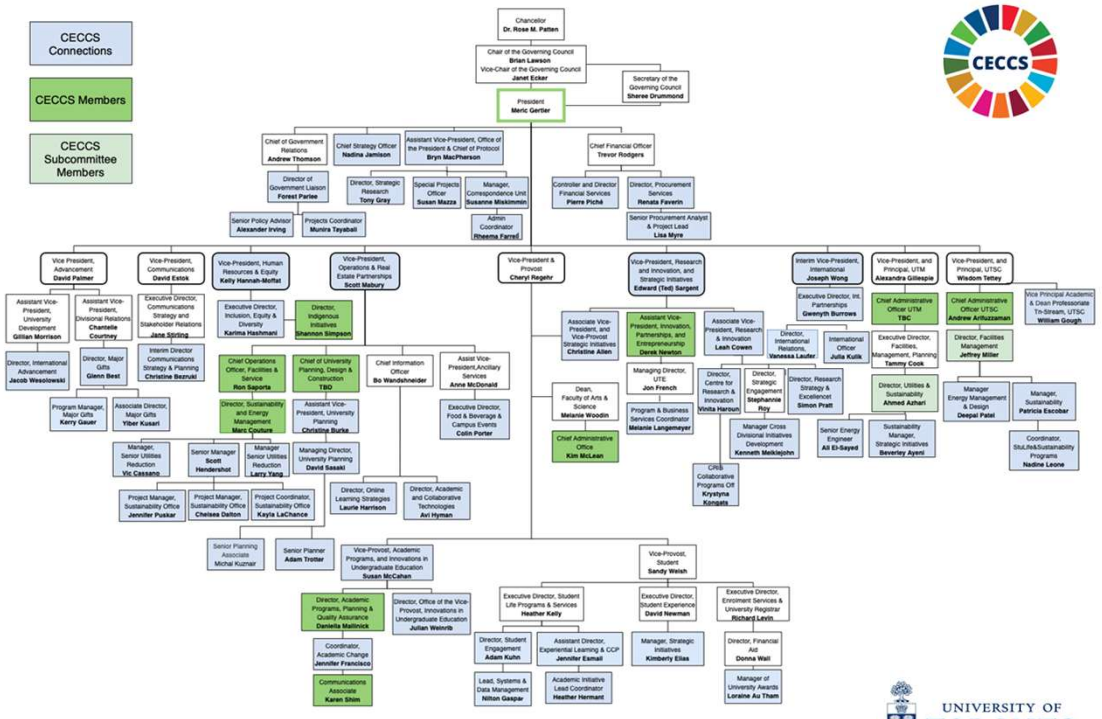 CECCS
Connections
CECCS Members
CECCS
Subcommittee
Members
CECCS
Chancellor
Dr. Rose M. Patten
Chair of the Governing Council
Brian Lawson
Vice-Chair of the Governing Council
Janet Ecker
Secretary of the
Governing Council
Sheree Drummond
President
Meric Gertler
Chief of Government
Relations
Andrew Thomson
Chief Strategy Officer
Nadina Jamison
Assistant Vice-President, Office of
the President & Chief of Protocol
Bryn MacPherson
Chief Financial Officer
Trevor Rodgers
Director of
Government Liaison
Forest Parlee
Director, Strategic
Research
Tony Gray
Special Projects
Officer
Susan Mazza
Manager,
Correspondence Unit
Susanne Miskimmin
Controller and Director
Financial Services
Pierre Piché
Director, Procurement
Services
Renata Faverin
Senior Policy Advisor
Alexander Irving
Projects Coordinator
Munira Tayabali
Admin
Coordinator
Rheema Farrell
Senior Procurement Analyst
& Project Lead
Lisa Myre
Vice President,
Advancement
David Palmer
Vice-President,
Communications
David Estok
Vice-President, Human
Resources & Equity
Kelly Hannah-Moffat
Vice-President,
Operations & Real
Estate Partnerships
Scott Mabury
Vice-President &
Provost
Cheryl Regehr
Vice-President, Research
and Innovation, and
Strategic Initiatives
Edward (Ted) Sargent
Interim Vice-President,
International
Joseph Wong
Vice-President, and
Principal, UTM
Alexandra Gillespie
Vice-President, and
Principal, UTSC
Wisdom Tettey
Assistant Vice-
President,
University
Development
Gillian Morrison
Assistant Vice-
President,
Divisional Relations
Chantelle
Courtney
Executive Director,
Communications
Strategy and
Stakeholder Relations
Jane Stirling
Executive Director,
Inclusion, Equity &
Diversity
Karima Hashmani
Director,
Indigenous
Initiatives
Shannon Simpson
Associate Vice-
President, and
Vice-Provost
Strategic Initiatives
Christine Allen
Assistant Vice-
President, Innovation,
Partnerships, and
Entrepreneurship
Derek Newton
Associate Vice-
President, Research
& Innovation
Leah Cowen
Executive Director, Int.
Partnerships
Gwenyth Burrows
Chief Administrative
Officer UTM
TBC
Chief Administrative
Officer UTSC
Andrew Arifuzzaman
Vice Principal Academic
& Dean Professoriate
Tri-Stream, UTSC
William Gough
Director, International
Advancement
Jacob Wesolowski
Director, Major
Gifts
Glenn Best
Interim Director
Communications
Strategy & Planning
Christine Bezruki
Chief Operations
Officer, Facilities &
Service
Ron Saporta
Chief of University
Planning, Design &
Construction
TBD
Chief Information
Officer
Bo Wandshneider
Assist Vice-
President,Ancillary
Services
Anne McDonald
Managing Director,
UTE
Jon French
Director,
International
Relations,
Vanessa Laufer
International
Officer
Julia Kulik
Executive Director,
Facilities,
Management, Planning
Tammy Cook
Director, Facilities
Management
Jeffrey Miller
Program Manager,
Major Gifts
Kerry Gauer
Associate Director,
Major Gifts
Yiber Kusari
Director, Sustainability
and Energy
Management
Marc Couture
Assistant Vice-
President, University
Planning
Christine Burke
Executive Director,
Food & Beverage &
Campus Events
Colin Porter
Dean,
Faculty of Arts &
Science
Melanie Woodin
Program & Business
Services Coordinator
Melanie Langemeyer
Director,
Centre for
Research &
Innovation
Vinita Haroun
Director,
Strategic
Engagement
Stephannie
Roy
Director, Research
Strategy &
Excellencet
Simon Pratt
Director, Utilities &
Sustainability
Ahmed Azhari
Manager
Energy Management
& Design
Deepal Patel
Manager,
Sustainability
Patricia Escobar
Manager,
Senior Utilities
Reduction
Vic Cassano
Senior Manager
Scott
Hendershot
Manager
Senior Utilities
Reduction
Larry Yang
Managing Director,
University Planning
David Sasaki
Chief Administrative
Office
Kim McLean
Manager Cross
Divisional Initiatives
Development
Kenneth Meiklejohn
Senior Energy
Engineer
Ali El-Sayed
Sustainability
Manager,
Strategic Initiatives
Beverley Ayeni
Coordinator,
StuLife&Sustainability
Programs
Nadine Leone
Project Manager,
Sustainability Office
Jennifer Puskar
Project Manager,
Sustainability Office
Chelsea Dalton
Project Coordinator,
Sustainability Office
Kayla LaChance
Director, Online
Learning Strategies
Laurie Harrison
Director, Academic
and Collaborative
Technologies
Avi Hyman
CRIS
Collaborative
Programs Off
Krystyna
Kongats
Senior Planning
Associate
Michal Kuznair
Senior Planner
Adam Trotter
Vice-Provost, Academic
Programs, and Innovations in
Undergraduate Education
Susan McCahan
Vice-Provost,
Student
Sandy Welsh
Director, Academic
Programs, Planning &
Quality Assurance
Daniella Mallinick
Director, Office of the Vice-
Provost, Innovations in
Undergraduate Education
Julian Weinrib
Executive Director, Student
Life Programs & Services
Heather Kelly
Executive Director,
Student Experience
David Newman
Executive Director,
Enrolment Services &
University Registrar
Richard Levin
Coordinator,
Academic Change
Jennifer Francisco
Director, Student
Engagement
Adam Kuhn
Assistant Director,
Experiential Learning & CCP
Jennifer Esmail
Manager, Strategic
Initiatives
Kimberly Elias
Director, Financial
Aid
Donna Wall
Communications
Associate
Karen Shim
Lead, Systems &
Data Management
Nilton Gaspar
Academic Initiative
Lead Coordinator
Heather Hermant
Manager of
University Awards
Loraine Au Tham
UNIVERSITY OF